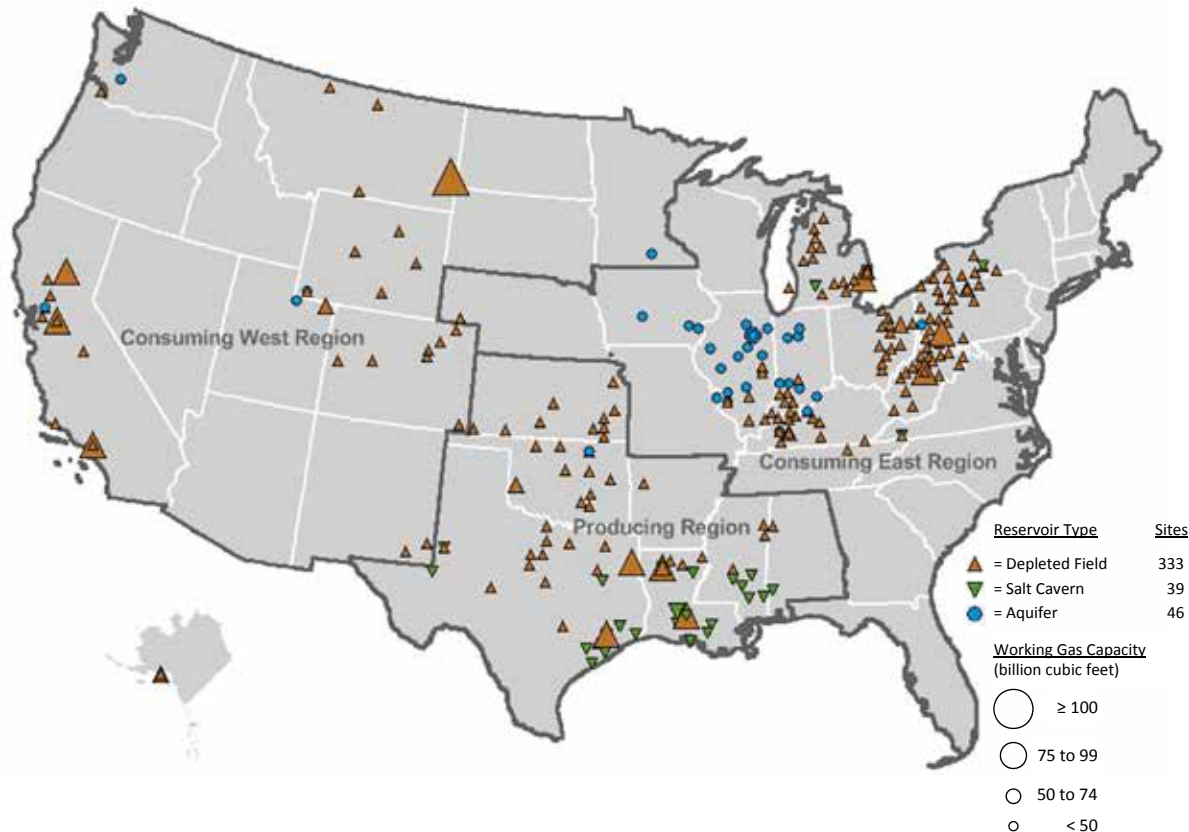 Consuming West Region
Consuming East Region
Producing Region
Reservoir Type Sites
= Depleted Field 333
= Salt Cavern 39
= Aquifer 46
Working Gas Capacity
(billion cubic feet)
≥ 100
75 to 99
50 to 74
< 50